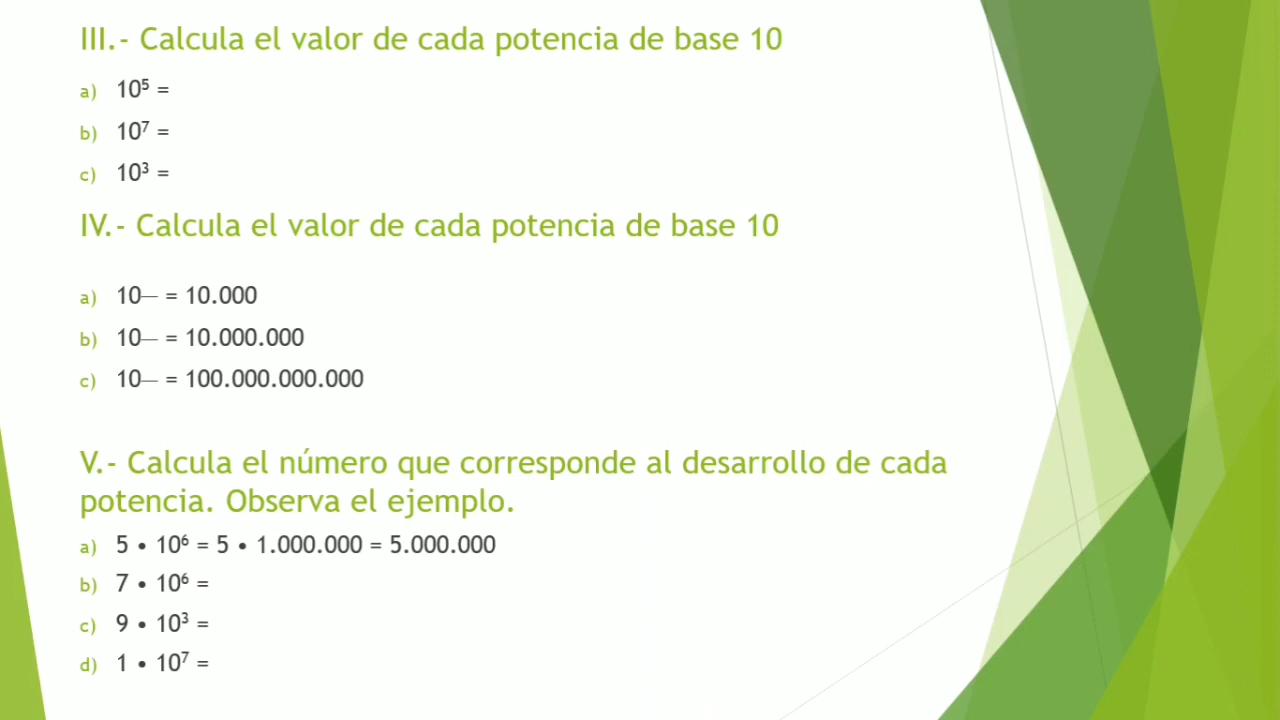 III.- Calcula el valor de cada potencia de base 10
a) 10⁵ =
b) 10⁷ =
c) 10³ =
IV.- Calcula el valor de cada potencia de base 10
a) 10— = 10.000
b) 10— = 10.000.000
c) 10— = 100.000.000.000
V.- Calcula el número que corresponde al desarrollo de cada
potencia. Observa el ejemplo.
a) 5 • 10⁶ = 5 • 1.000.000 = 5.000.000
b) 7 • 10⁶ =
c) 9 • 10³ =
d) 1 • 10⁷ =